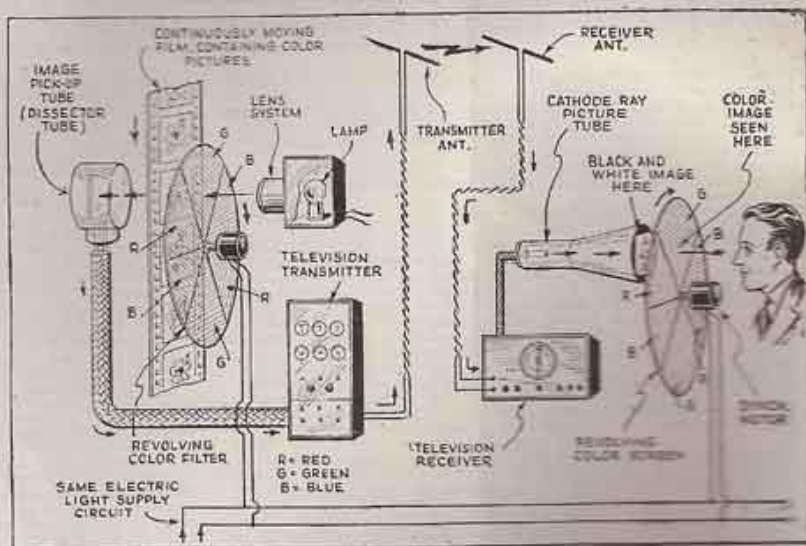 CONTINUOUSLY MOVING
FILM, CONTAINING COLOR
PICTURES
IMAGE
PICK-UP
TUBE
(DISSECTOR
TUBE)
LENS
SYSTEM
LAMP
TRANSMITTER
ANT.
RECEIVER
ANT.
CATHODE RAY
PICTURE
TUBE
COLOR
IMAGE
SEEN
HERE
BLACK AND
WHITE IMAGE
HERE
G
B
R
B
R
G
TELEVISION
TRANSMITTER
G
B
R
B
G
REVOLVING
COLOR FILTER
R = RED
G = GREEN
B = BLUE
TELEVISION
RECEIVER
REVOLVING
COLOR SCREEN
MOTOR
SAME ELECTRIC
LIGHT SUPPLY
CIRCUIT